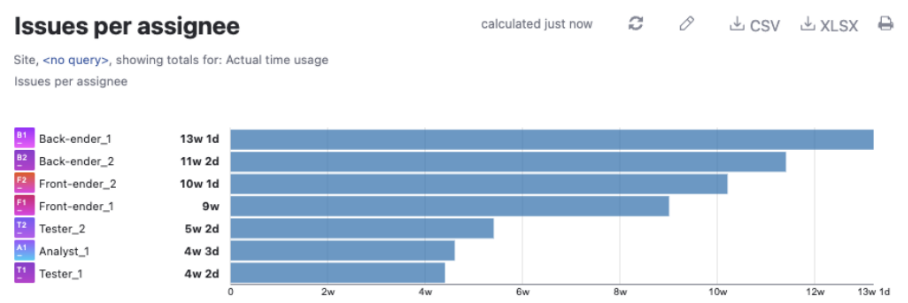 Issues per assignee
calculated just now
CSV
XLSX
Site, <no query>, showing totals for: Actual time usage
Issues per assignee
B1 Back-ender_1 13w 1d
B2 Back-ender_2 11w 2d
F2 Front-ender_2 10w 1d
F1 Front-ender_1 9w
T2 Tester_2 5w 2d
A1 Analyst_1 4w 3d
T1 Tester_1 4w 2d
0 2w 4w 6w 8w 10w 12w 13w 1d